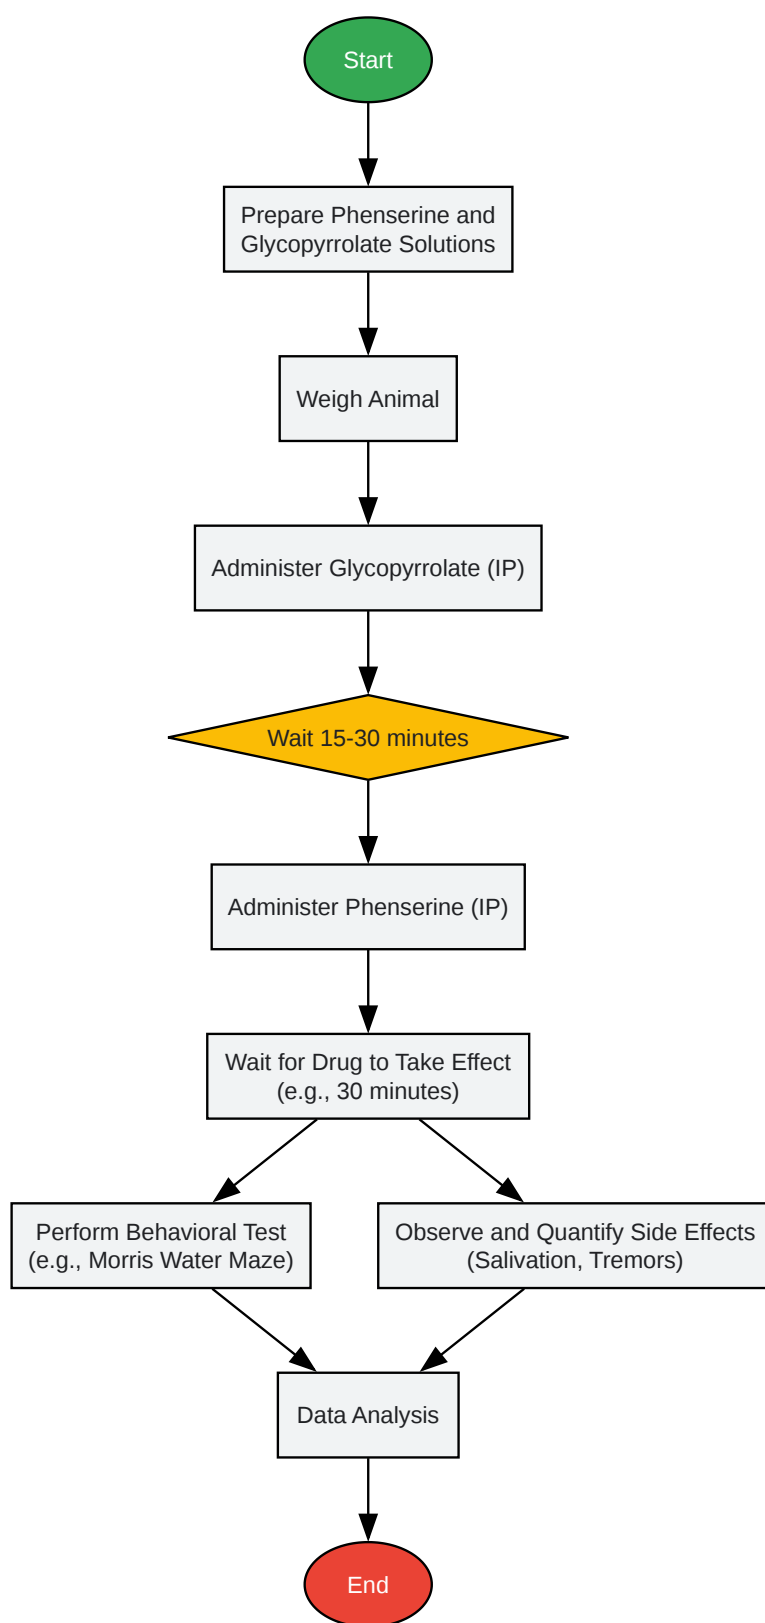 Start
Prepare Phenserine and
Glycopyrrolate Solutions
Weigh Animal
Administer Glycopyrrolate (IP)
Wait 15-30 minutes
Administer Phenserine (IP)
Wait for Drug to Take Effect
(e.g., 30 minutes)
Perform Behavioral Test
(e.g., Morris Water Maze)
Observe and Quantify Side Effects
(Salivation, Tremors)
Data Analysis
End